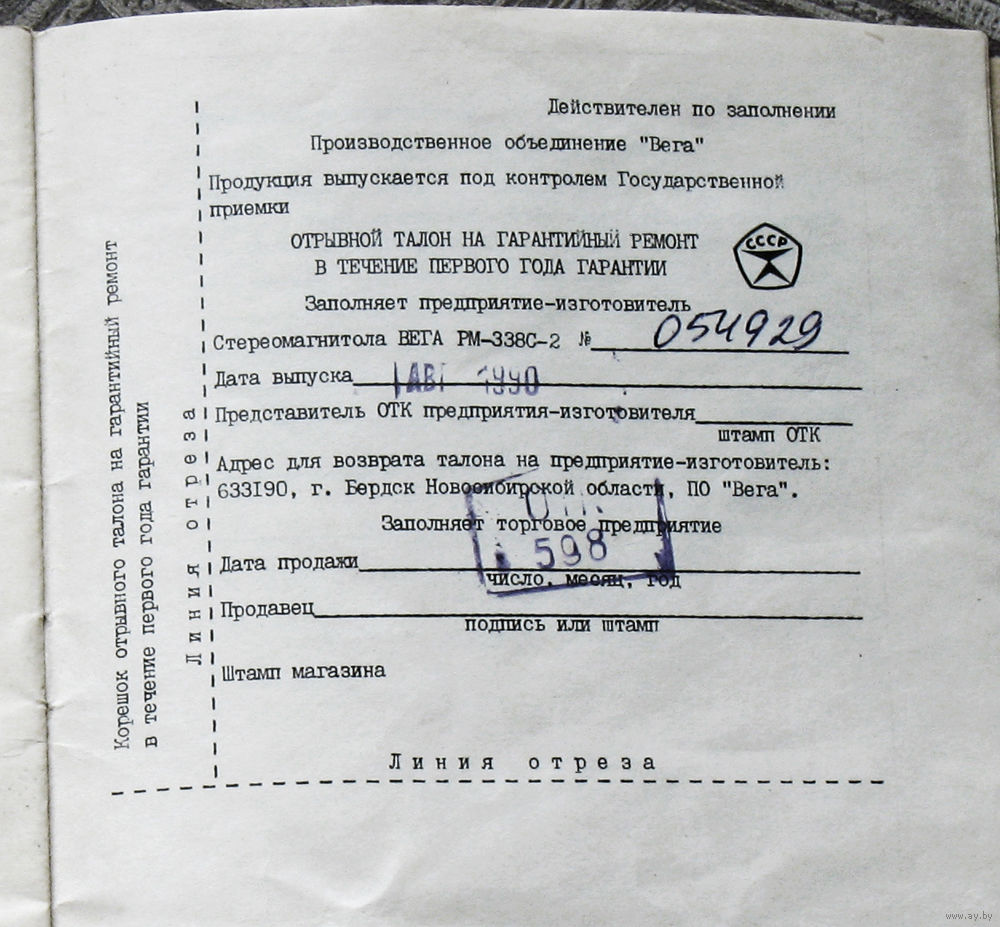 Действителен по заполнении
Производственное объединение "Вега"
Продукция выпускается под контролем Государственной
приемки
ОТРЫВНОЙ ТАЛОН НА ГАРАНТИЙНЫЙ РЕМОНТ
В ТЕЧЕНИЕ ПЕРВОГО ГОДА ГАРАНТИИ
СССР
Заполняет предприятие-изготовитель
Стереомагнитола ВЕГА РМ-338С-2 № 054929
Дата выпуска АВГ 1990
Представитель ОТК предприятия-изготовителя
штамп ОТК
Адрес для возврата талона на предприятие-изготовитель:
633I90, г. Бердск Новосибирской области, ПО "Вега".
ОТК
598
Заполняет торговое предприятие
Дата продажи
число, месяц, год
Продавец
подпись или штамп
Штамп магазина
Линия отреза
Линия отреза
Корешок отрывного талона на гарантийный ремонт
в течение первого года гарантии
www.ay.by